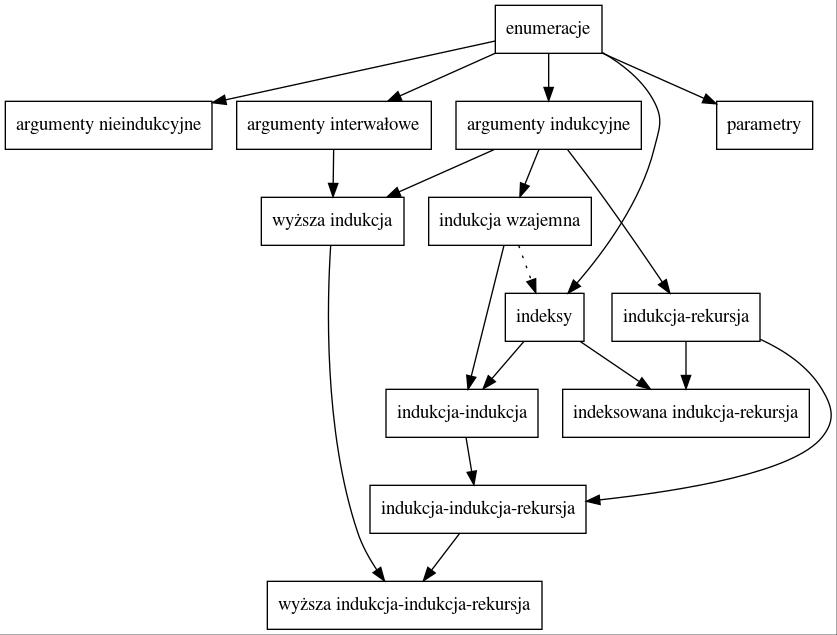 enumeracje
argumenty nieindukcyjne
argumenty interwałowe
argumenty indukcyjne
parametry
wyższa indukcja
indukcja wzajemna
indeksy
indukcja-rekursja
indukcja-indukcja
indeksowana indukcja-rekursja
indukcja-indukcja-rekursja
wyższa indukcja-indukcja-rekursja